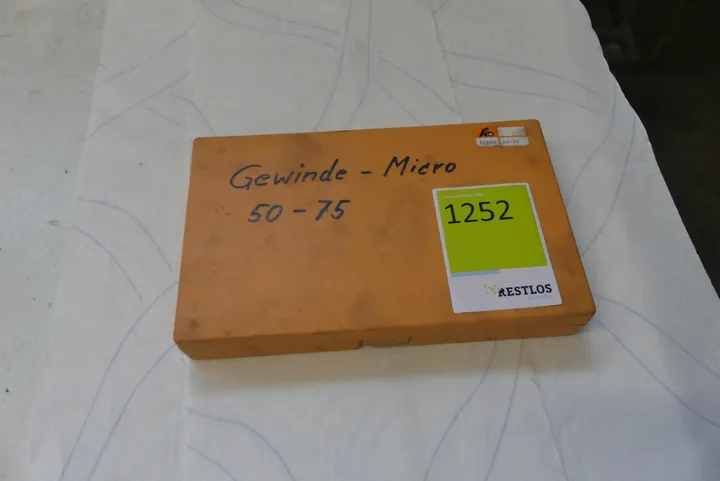 Gewinde - Micro
50 - 75
1252
RESTLOS